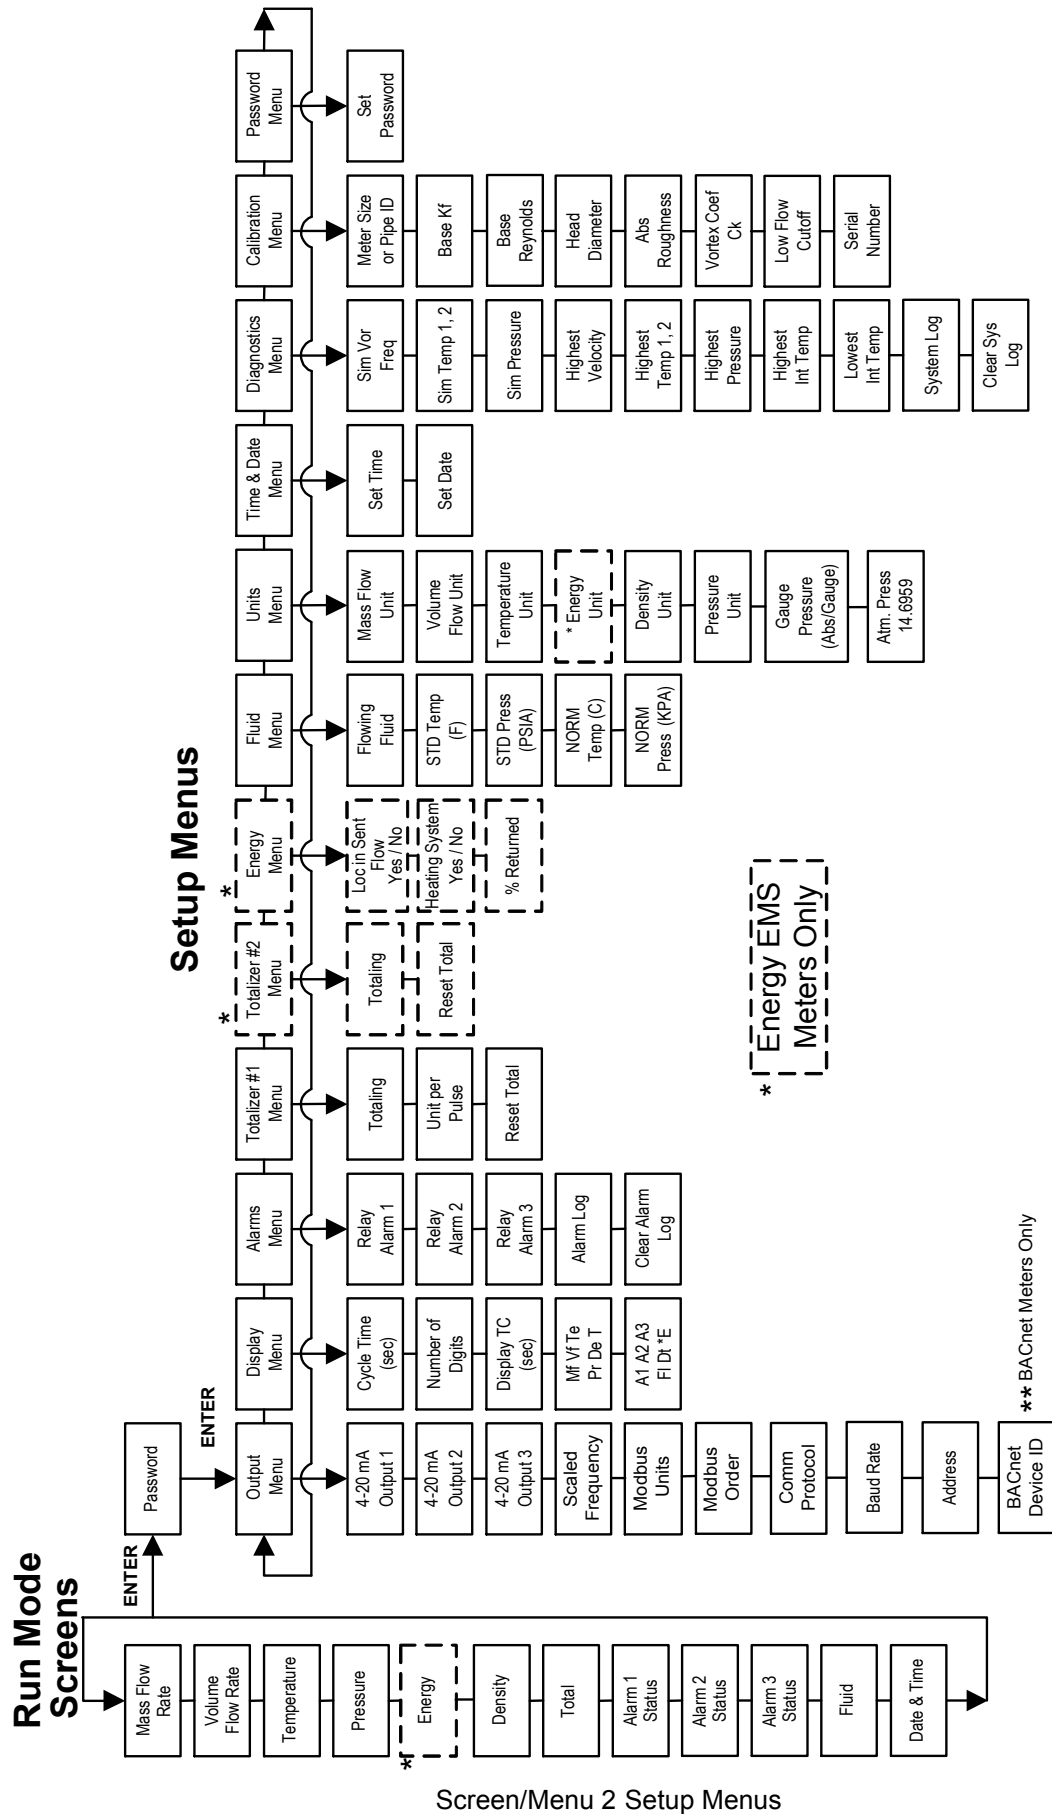 Run Mode
Screens
Mass Flow
Rate
Volume
Flow Rate
Temperature
Pressure
*
Energy
Density
Total
Alarm 1
Status
Alarm 2
Status
Alarm 3
Status
Fluid
Date & Time
ENTER
Password
ENTER
Setup Menus
Output
Menu
4-20 mA
Output 1
4-20 mA
Output 2
4-20 mA
Output 3
Scaled
Frequency
Modbus
Units
Modbus
Order
Comm
Protocol
Baud Rate
Address
BACnet
Device ID
** BACnet Meters Only
Display
Menu
Cycle Time
(sec)
Number of
Digits
Display TC
(sec)
Mf Vf Te
Pr De T
A1 A2 A3
Fl Dt *E
Alarms
Menu
Relay
Alarm 1
Relay
Alarm 2
Relay
Alarm 3
Alarm Log
Clear Alarm
Log
Totalizer #1
Menu
Totaling
Unit per
Pulse
Reset Total
*
Totalizer #2
Menu
Totaling
Reset Total
*
Energy
Menu
Loc in Sent
Flow
Yes / No
Heating System
Yes / No
% Returned
Fluid
Menu
Flowing
Fluid
STD Temp
(F)
STD Press
(PSIA)
NORM
Temp (C)
NORM
Press (KPA)
Units
Menu
Mass Flow
Unit
Volume
Flow Unit
Temperature
Unit
* Energy
Unit
Density
Unit
Pressure
Unit
Gauge
Pressure
(Abs/Gauge)
Atm. Press
14.6959
Time & Date
Menu
Set Time
Set Date
Diagnostics
Menu
Sim Vor
Freq
Sim Temp 1, 2
Sim Pressure
Highest
Velocity
Highest
Temp 1, 2
Highest
Pressure
Highest
Int Temp
Lowest
Int Temp
System Log
Clear Sys
Log
Calibration
Menu
Meter Size
or Pipe ID
Base Kf
Base
Reynolds
Head
Diameter
Abs
Roughness
Vortex Coef
Ck
Low Flow
Cutoff
Serial
Number
Password
Menu
Set
Password
* Energy EMS
Meters Only
Screen/Menu 2 Setup Menus